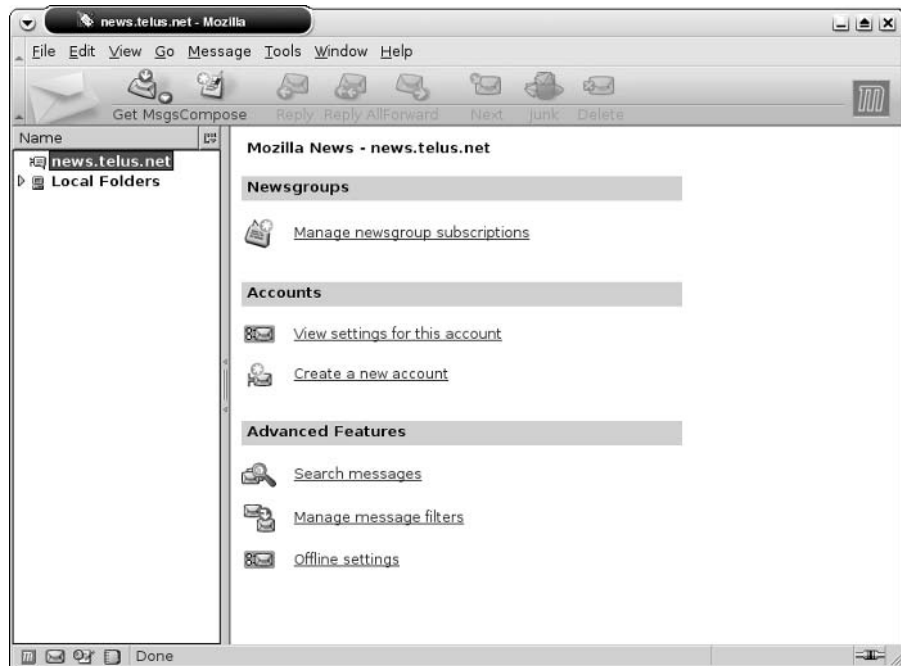 news.telus.net - Mozilla
File Edit View Go Message Tools Window Help
Get Msgs Compose Reply Reply All Forward Next Junk Delete
Name
news.telus.net
Local Folders
Mozilla News - news.telus.net
Newsgroups
Manage newsgroup subscriptions
Accounts
View settings for this account
Create a new account
Advanced Features
Search messages
Manage message filters
Offline settings
Done